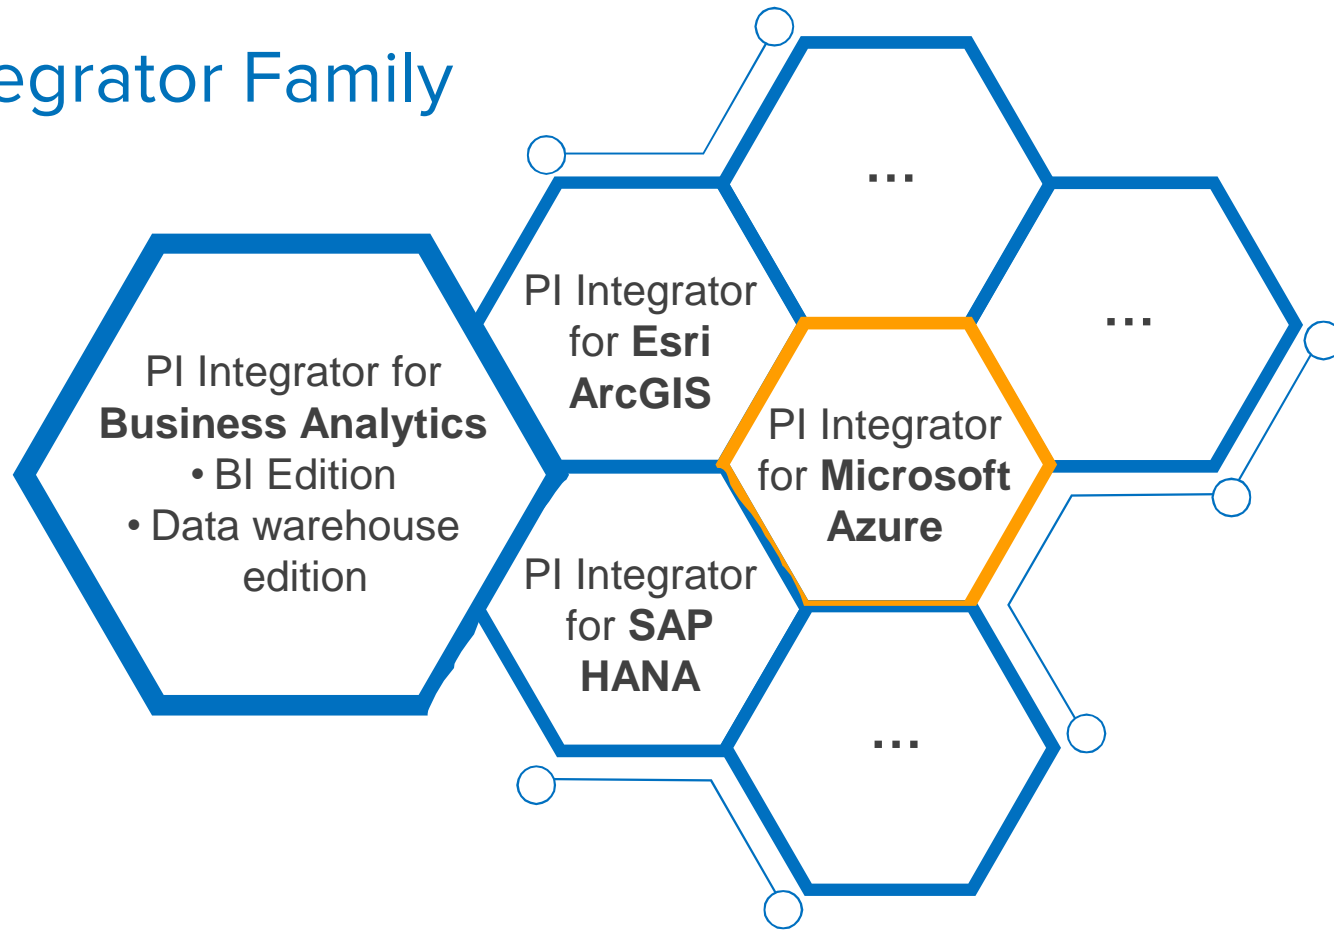 egrator Family
PI Integrator for
Business Analytics
• BI Edition
• Data warehouse
edition
PI Integrator
for Esri
ArcGIS
PI Integrator
for SAP
HANA
...
PI Integrator
for Microsoft
Azure
...
...